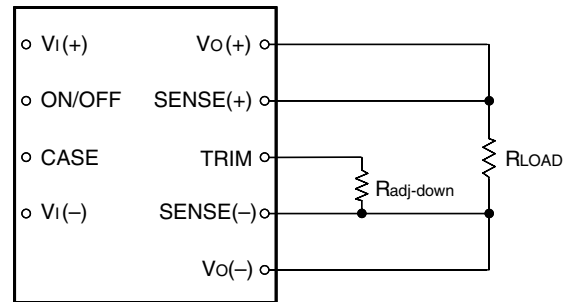 VI(+) VO(+)
ON/OFF SENSE(+)
CASE TRIM
RLOAD
Radj-down
VI(–) SENSE(–)
VO(–)